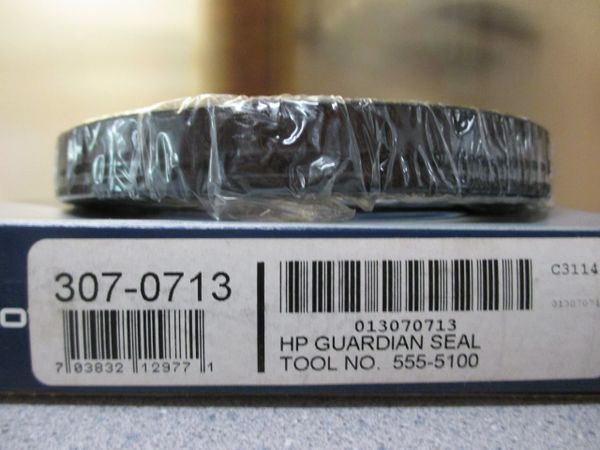 307-0713
7 03832 12977 1
013070713
HP GUARDIAN SEAL
TOOL NO. 555-5100
C3114
O